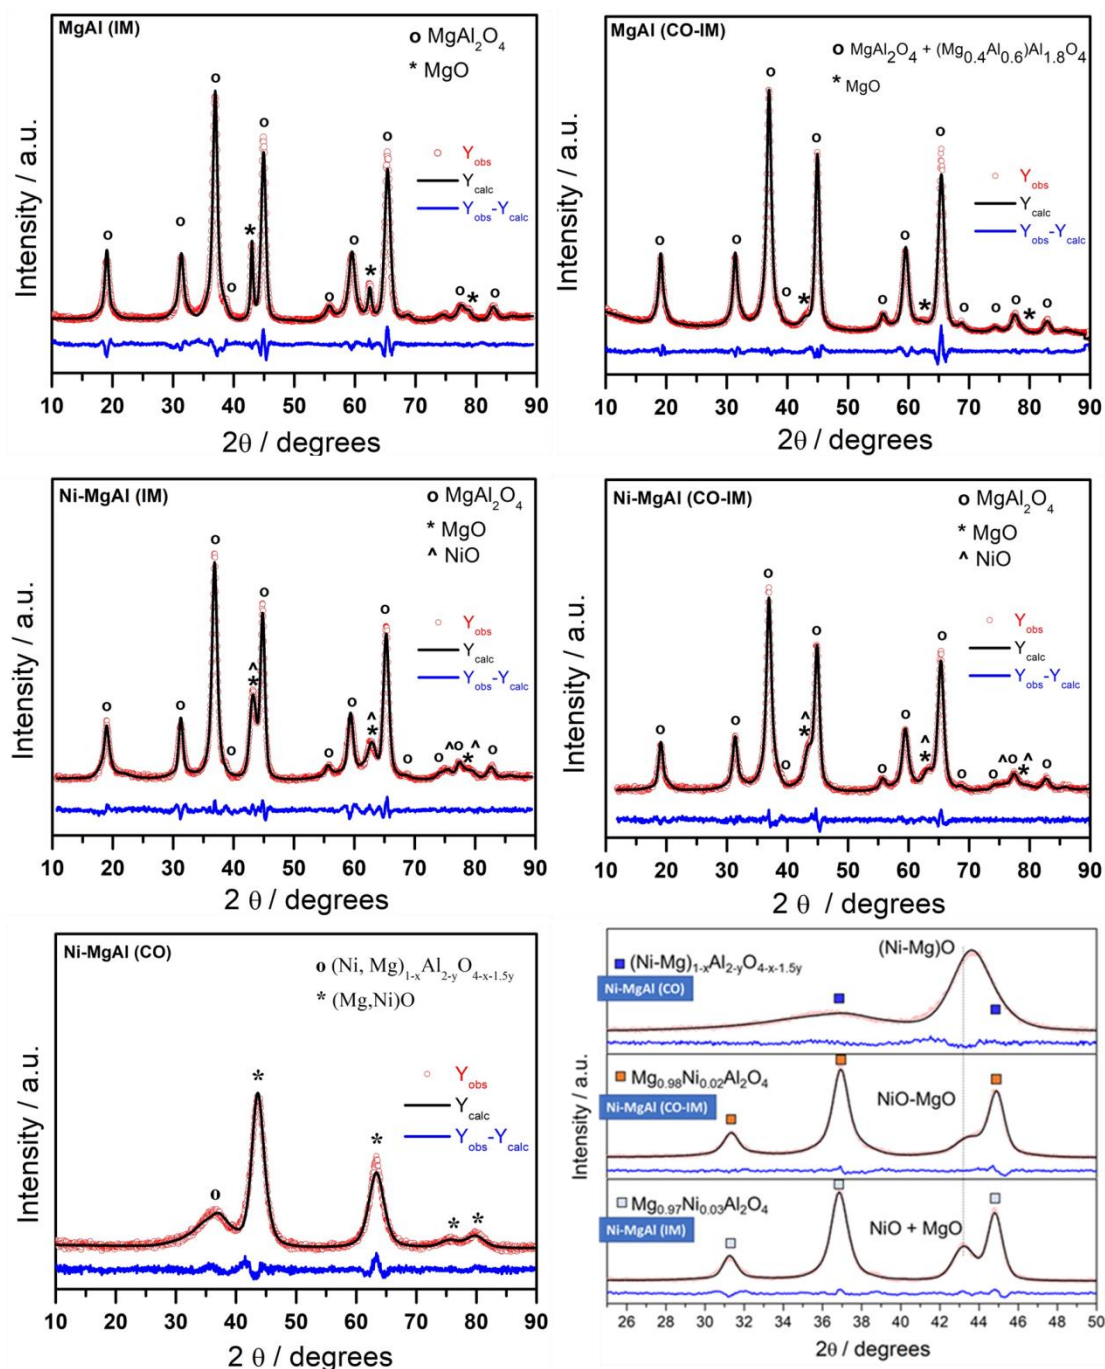 MgAl (IM)
o MgAl2O4
* MgO
Yobs
Ycalc
Yobs-Ycalc
Intensity / a.u.
10 20 30 40 50 60 70 80 90
2θ / degrees
MgAl (CO-IM)
o MgAl2O4 + (Mg0.4Al0.6)Al1.8O4
* MgO
Yobs
Ycalc
Yobs-Ycalc
Intensity / a.u.
10 20 30 40 50 60 70 80 90
2θ / degrees
Ni-MgAl (IM)
o MgAl2O4
* MgO
^ NiO
Yobs
Ycalc
Yobs-Ycalc
Intensity / a.u.
10 20 30 40 50 60 70 80 90
2 θ / degrees
Ni-MgAl (CO-IM)
o MgAl2O4
* MgO
^ NiO
Yobs
Ycalc
Yobs-Ycalc
Intensity / a.u.
10 20 30 40 50 60 70 80 90
2 θ / degrees
Ni-MgAl (CO)
o (Ni, Mg)1-xAl2-yO4-x-1.5y
* (Mg,Ni)O
Yobs
Ycalc
Yobs-Ycalc
Intensity / a.u.
10 20 30 40 50 60 70 80 90
2 θ / degrees
(Ni-Mg)O
(Ni-Mg)1-xAl2-yO4-x-1.5y
Ni-MgAl (CO)
Mg0.98Ni0.02Al2O4
NiO-MgO
Ni-MgAl (CO-IM)
Mg0.97Ni0.03Al2O4
NiO + MgO
Ni-MgAl (IM)
Intensity / a.u.
26 28 30 32 34 36 38 40 42 44 46 48 50
2θ / degrees